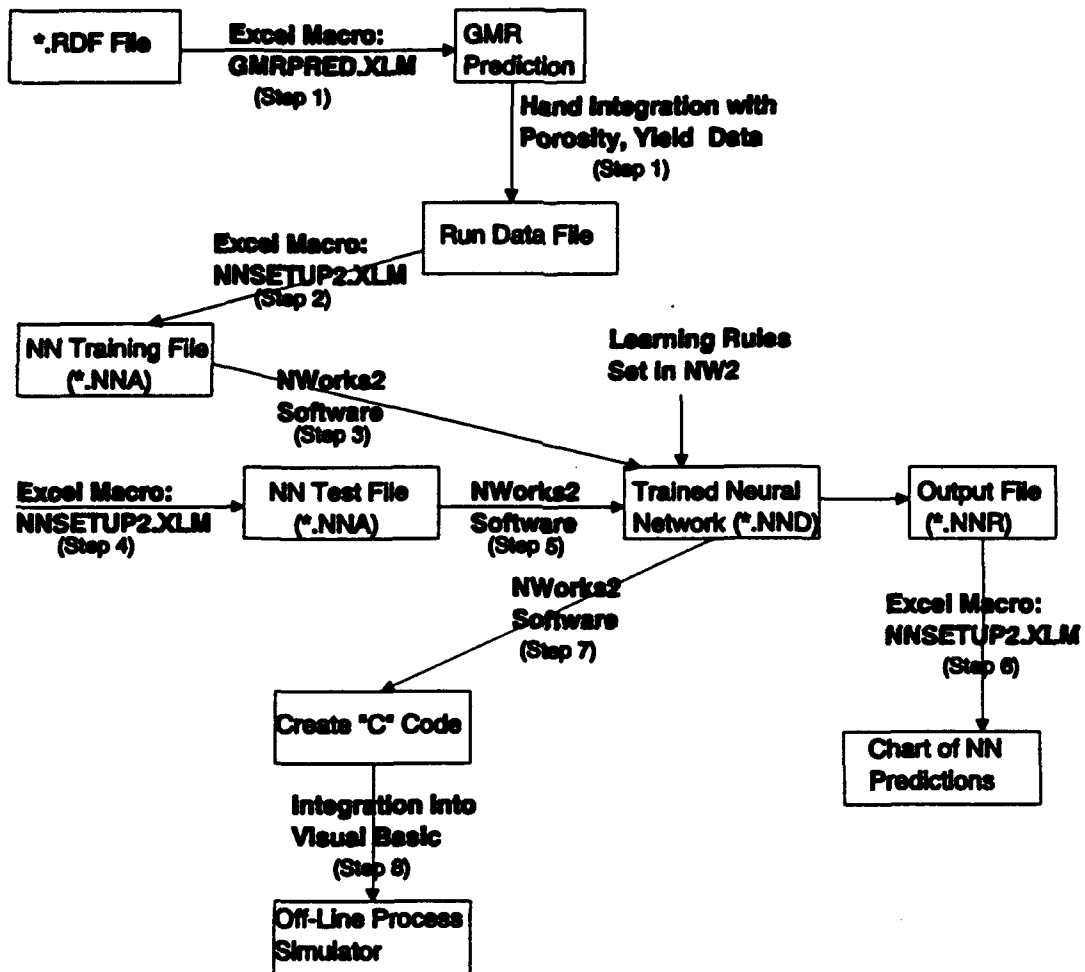 *.RDF File
Excel Macro:
GMRPRED.XLM
(Step 1)
GMR
Prediction
Hand Integration with
Porosity, Yield Data
(Step 1)
Run Data File
Excel Macro:
NNSETUP2.XLM
(Step 2)
NN Training File
(*.NNA)
NWorks2
Software
(Step 3)
Learning Rules
Set in NW2
Excel Macro:
NNSETUP2.XLM
(Step 4)
NN Test File
(*.NNA)
NWorks2
Software
(Step 5)
Trained Neural
Network (*.NND)
Output File
(*.NNR)
NWorks2
Software
(Step 7)
Excel Macro:
NNSETUP2.XLM
(Step 6)
Create "C" Code
Chart of NN
Predictions
Integration into
Visual Basic
(Step 8)
Off-Line Process
Simulator